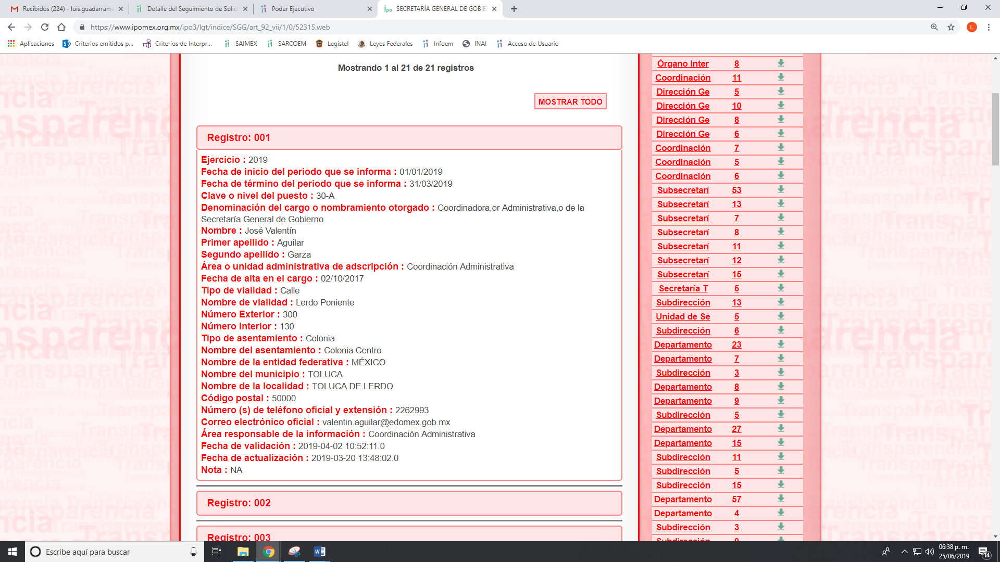 Recibidos (224) - luis.guadarrama
Detalle del Seguimiento de Solici
Poder Ejecutivo
SECRETARÍA GENERAL DE GOBIE
https://www.ipomex.org.mx/ipo3/lgt/indice/SGG/art_92_vii/1/0/52315.web
L
Aplicaciones
Criterios emitidos p...
Criterios de Interpr...
SAIMEX
SARCOEM
Legistel
Leyes Federales
Infoem
INAI
Acceso de Usuario
Mostrando 1 al 21 de 21 registros
MOSTRAR TODO
Registro: 001
Ejercicio : 2019
Fecha de inicio del periodo que se informa : 01/01/2019
Fecha de término del periodo que se informa : 31/03/2019
Clave o nivel del puesto : 30-A
Denominación del cargo o nombramiento otorgado : Coordinadora,or Administrativa,o de la
Secretaría General de Gobierno
Nombre : José Valentín
Primer apellido : Aguilar
Segundo apellido : Garza
Área o unidad administrativa de adscripción : Coordinación Administrativa
Fecha de alta en el cargo : 02/10/2017
Tipo de vialidad : Calle
Nombre de vialidad : Lerdo Poniente
Número Exterior : 300
Número Interior : 130
Tipo de asentamiento : Colonia
Nombre del asentamiento : Colonia Centro
Nombre de la entidad federativa : MÉXICO
Nombre del municipio : TOLUCA
Nombre de la localidad : TOLUCA DE LERDO
Código postal : 50000
Número (s) de teléfono oficial y extensión : 2262993
Correo electrónico oficial : valentin.aguilar@edomex.gob.mx
Área responsable de la información : Coordinación Administrativa
Fecha de validación : 2019-04-02 10:52:11.0
Fecha de actualización : 2019-03-20 13:48:02.0
Nota : NA
Registro: 002
Registro: 003
Órgano Inter 8
Coordinación 11
Dirección Ge 5
Dirección Ge 10
Dirección Ge 8
Dirección Ge 6
Coordinación 7
Coordinación 5
Coordinación 6
Subsecretarí 53
Subsecretarí 13
Subsecretarí 7
Subsecretarí 8
Subsecretarí 11
Subsecretarí 12
Subsecretarí 15
Secretaría T 5
Subdirección 13
Unidad de Se 5
Subdirección 6
Departamento 23
Departamento 7
Subdirección 3
Departamento 8
Departamento 9
Subdirección 5
Departamento 27
Departamento 15
Subdirección 11
Subdirección 5
Subdirección 15
Departamento 57
Departamento 4
Subdirección 3
Subdirección 9
Escribe aquí para buscar
06:38 p. m.
25/06/2019
14